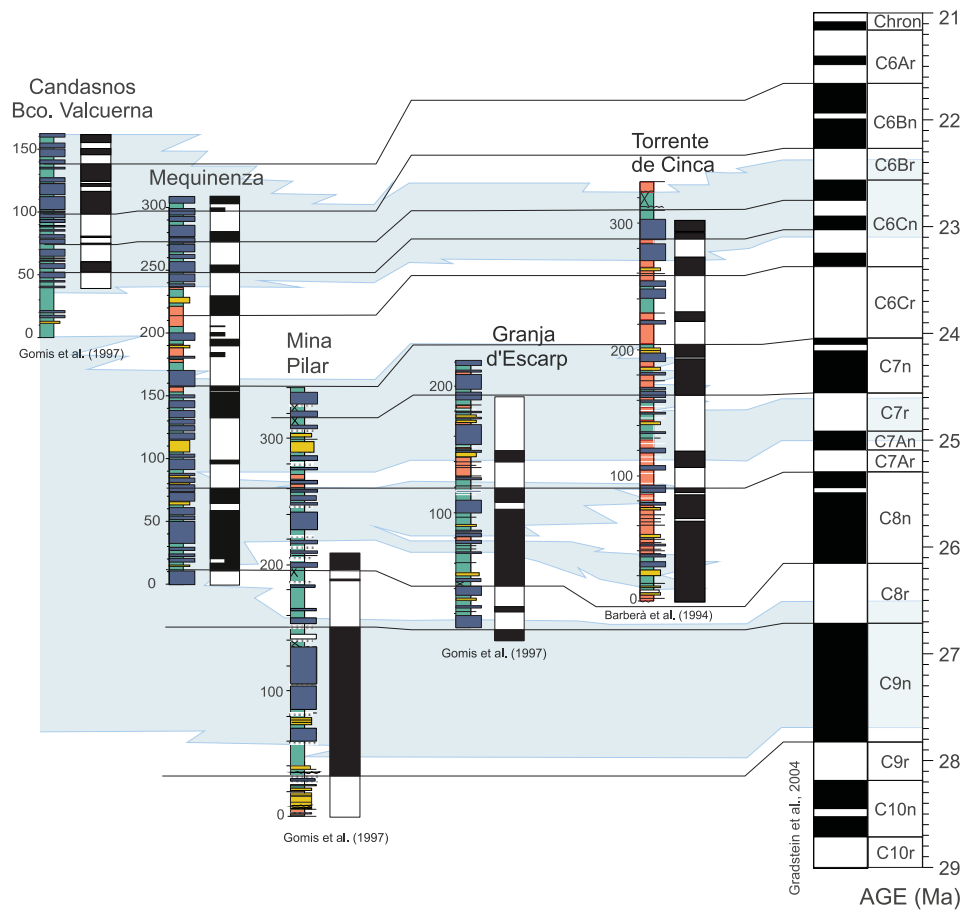 Candasnos
Bco. Valcuerna
150
100
50
0
Gomis et al. (1997)
Mequinenza
300
250
200
150
100
50
0
Mina
Pilar
300
200
100
0
Gomis et al. (1997)
Granja
d'Escarp
200
100
Gomis et al. (1997)
Torrente
de Cinca
300
200
100
0
Barberà et al. (1994)
Chron
C6Ar
C6Bn
C6Br
C6Cn
C6Cr
C7n
C7r
C7An
C7Ar
C8n
C8r
C9n
C9r
C10n
C10r
21
22
23
24
25
26
27
28
29
Gradstein et al., 2004
AGE (Ma)